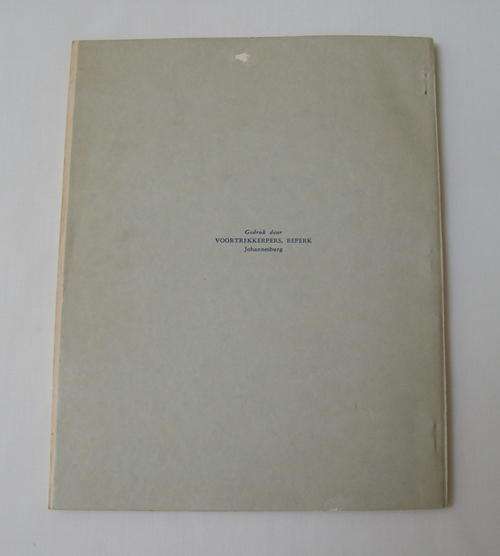 Gedruk deur
VOORTREKKERPERS, BEPERK
Johannesburg